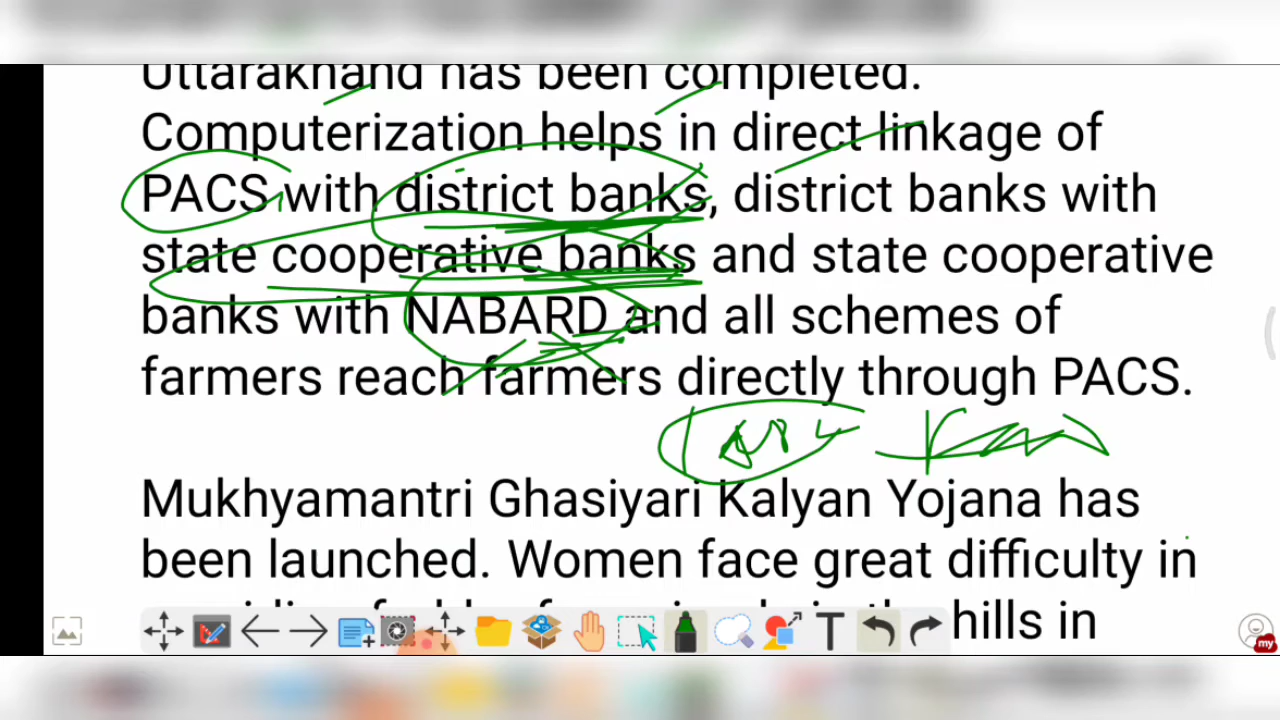 Uttarakhand has been completed.
Computerization helps in direct linkage of
PACS with district banks, district banks with
state cooperative banks and state cooperative
banks with NABARD and all schemes of
farmers reach farmers directly through PACS.
Mukhyamantri Ghasiyari Kalyan Yojana has
been launched. Women face great difficulty in
hills in
T
my